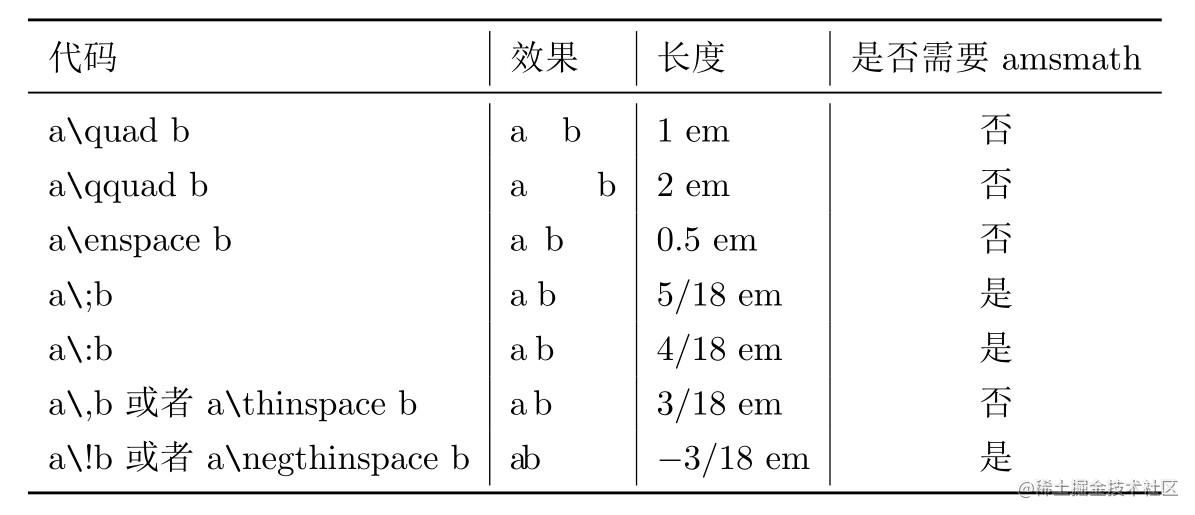 代码 效果 长度 是否需要 amsmath
a\quad b a b 1 em 否
a\qquad b a b 2 em 否
a\enspace b a b 0.5 em 否
a\;b a b 5/18 em 是
a\:b a b 4/18 em 是
a\,b 或者 a\thinspace b a b 3/18 em 否
a\!b 或者 a\negthinspace b ab −3/18 em 是
@稀土掘金技术社区